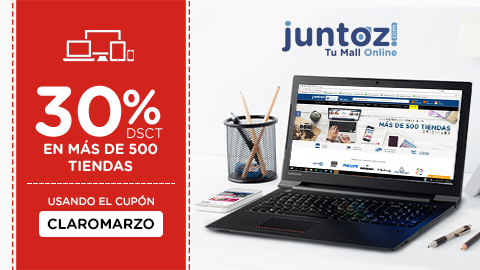 30%
DSCT
EN MÁS DE 500
TIENDAS
USANDO EL CUPÓN
CLAROMARZO
juntoz.com
Tu Mall Online
MÁS DE 500 TIENDAS